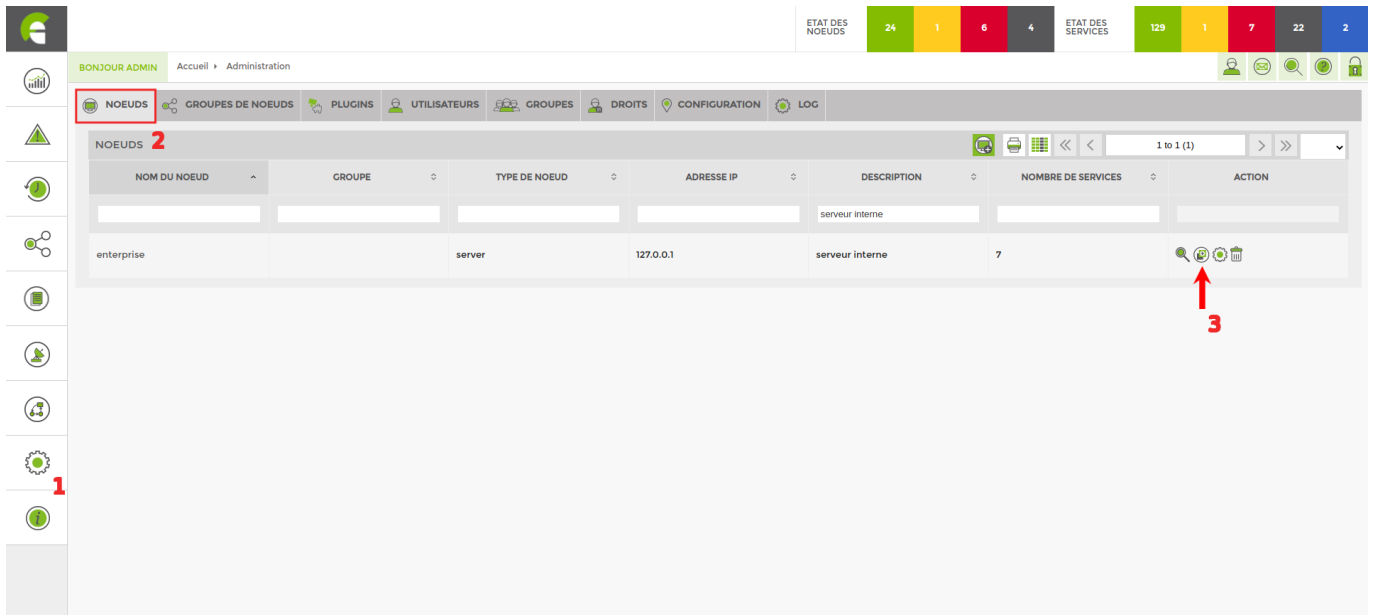 ETAT DES
NOEUDS
24 1 6 4
ETAT DES
SERVICES
129 1 7 22 2
BONJOUR ADMIN Accueil Administration
NOEUDS GROUPES DE NOEUDS PLUGINS UTILISATEURS GROUPES DROITS CONFIGURATION LOG
NOEUDS 2 1 to 1 (1)
NOM DU NOEUD GROUPE TYPE DE NOEUD ADRESSE IP DESCRIPTION NOMBRE DE SERVICES ACTION
serveur interne
enterprise server 127.0.0.1 serveur interne 7
3
1